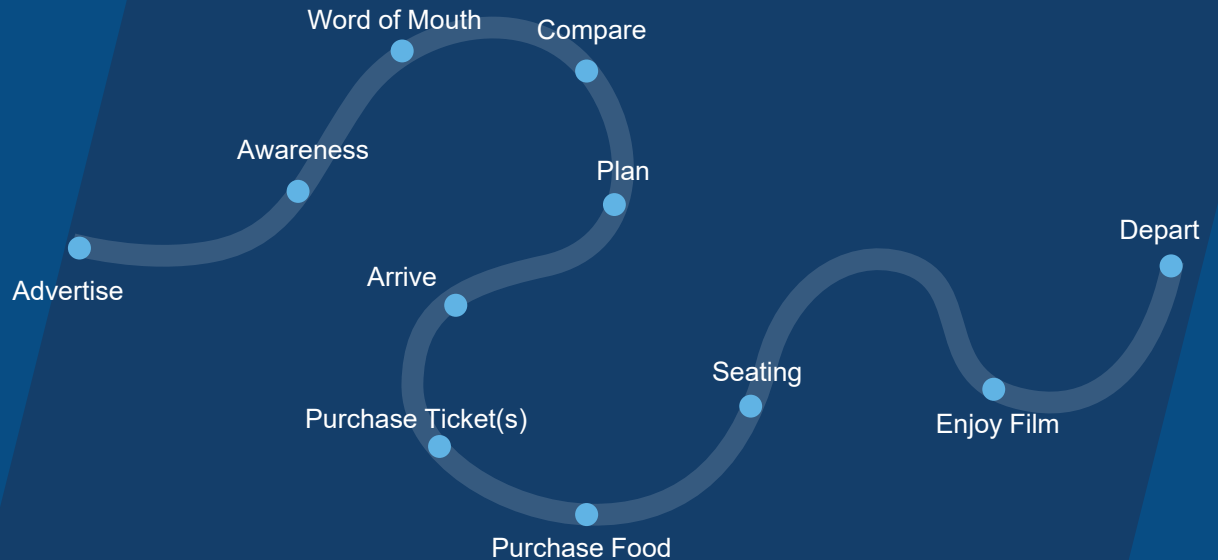 Advertise
Awareness
Word of Mouth
Compare
Plan
Arrive
Purchase Ticket(s)
Purchase Food
Seating
Enjoy Film
Depart